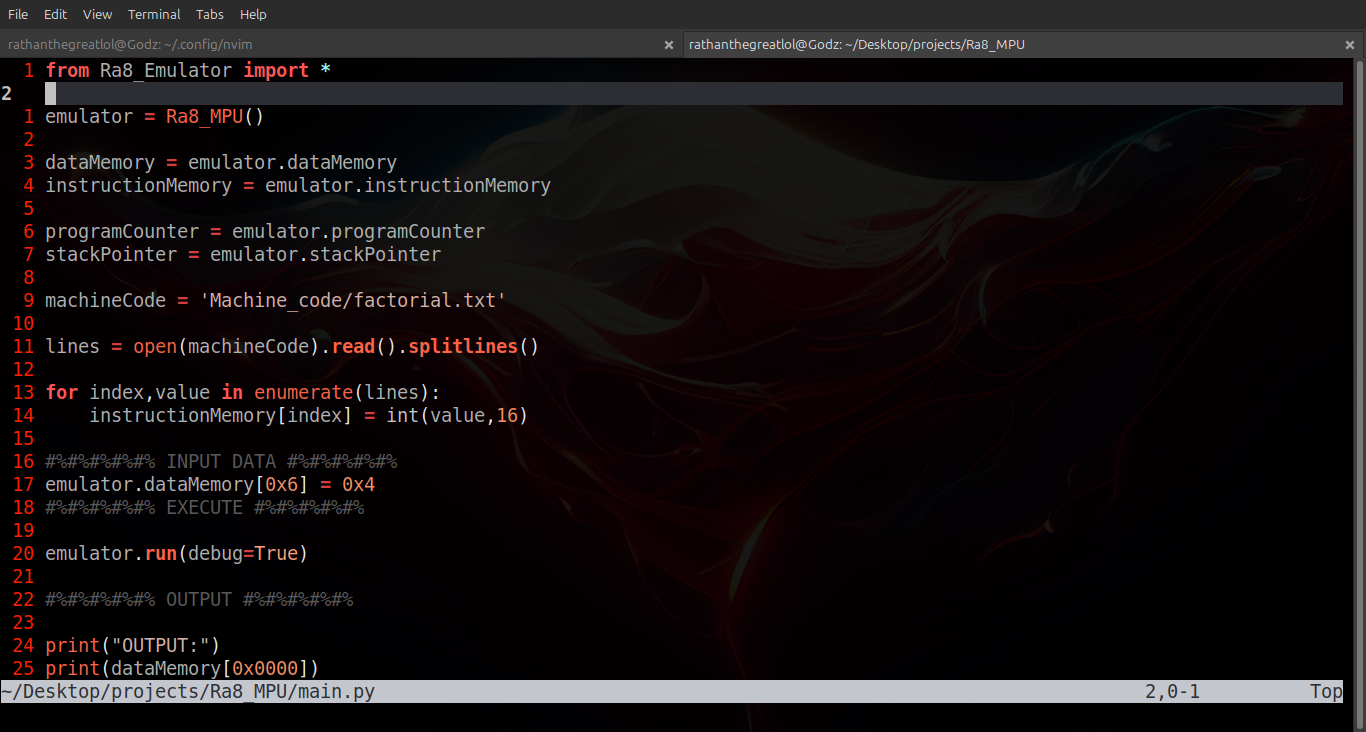 File Edit View Terminal Tabs Help
rathanthegreatlol@Godz: ~/.config/nvim × rathanthegreatlol@Godz: ~/Desktop/projects/Ra8_MPU ×
1 from Ra8_Emulator import *
2
1 emulator = Ra8_MPU()
2
3 dataMemory = emulator.dataMemory
4 instructionMemory = emulator.instructionMemory
5
6 programCounter = emulator.programCounter
7 stackPointer = emulator.stackPointer
8
9 machineCode = 'Machine_code/factorial.txt'
10
11 lines = open(machineCode).read().splitlines()
12
13 for index,value in enumerate(lines):
14     instructionMemory[index] = int(value,16)
15
16 #%#%#%#%#% INPUT DATA #%#%#%#%#%
17 emulator.dataMemory[0x6] = 0x4
18 #%#%#%#%#% EXECUTE #%#%#%#%#%
19
20 emulator.run(debug=True)
21
22 #%#%#%#%#% OUTPUT #%#%#%#%#%
23
24 print("OUTPUT:")
25 print(dataMemory[0x0000])
~/Desktop/projects/Ra8_MPU/main.py 2,0-1 Top